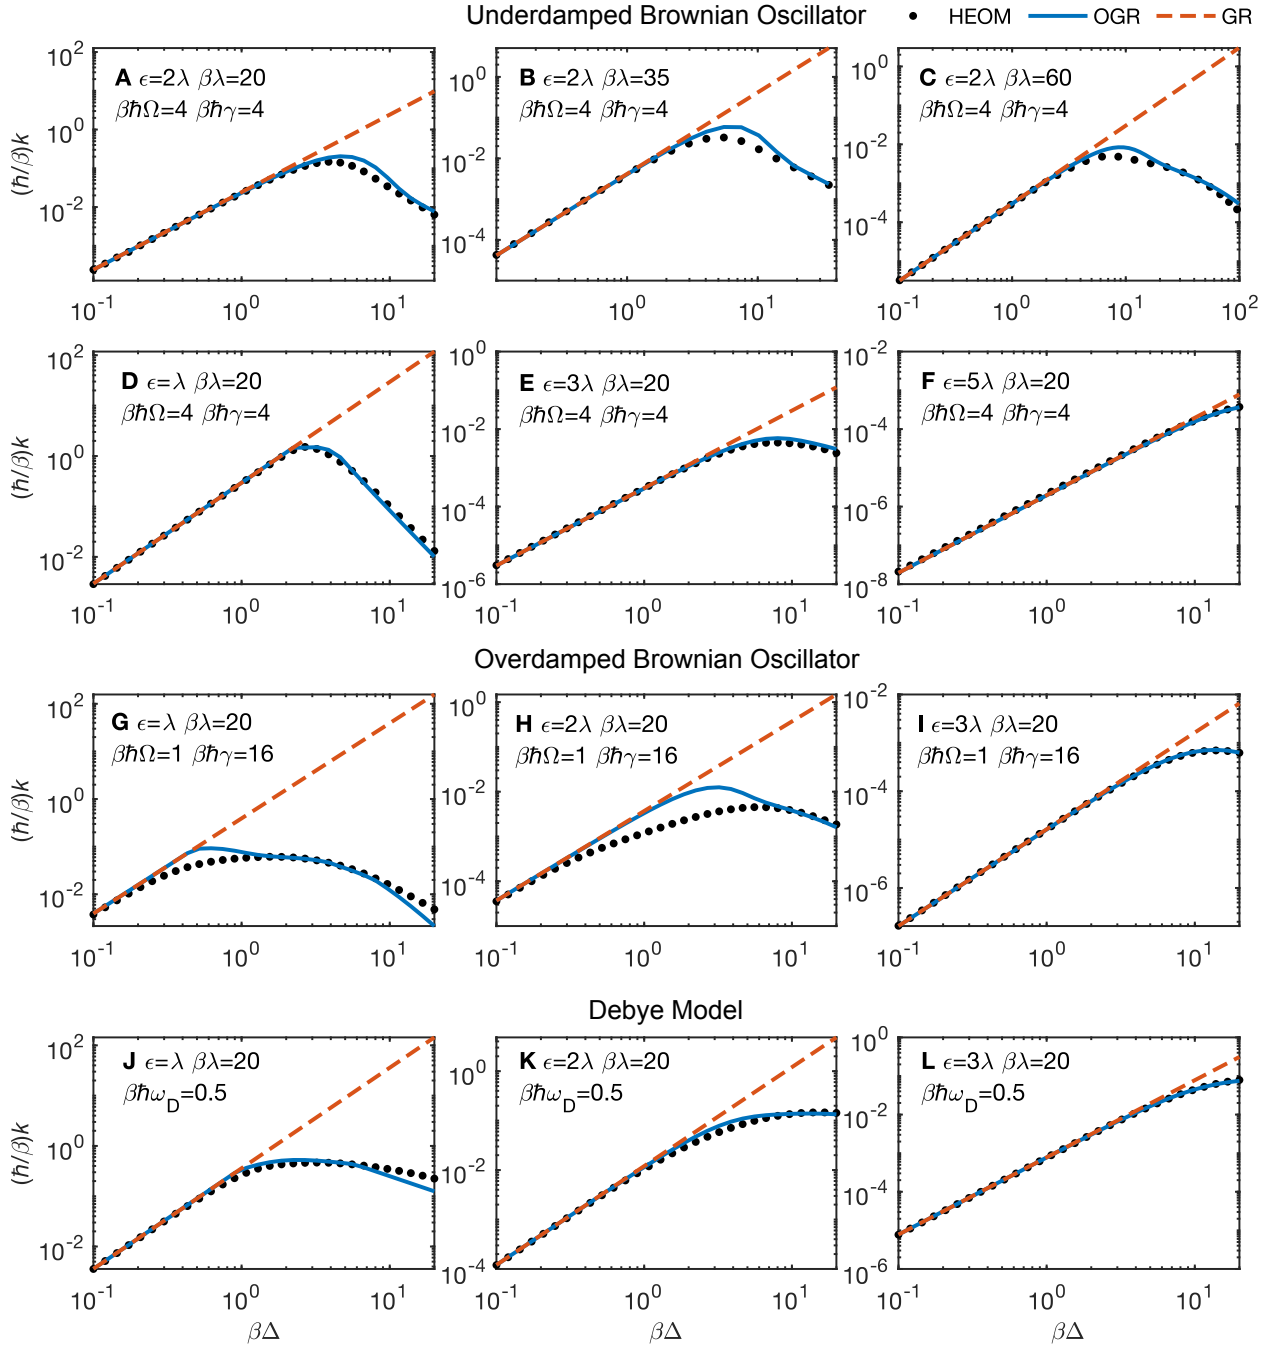 Underdamped Brownian Oscillator
HEOM OGR GR
A ϵ=2λ βλ=20
βħΩ=4 βħγ=4
B ϵ=2λ βλ=35
βħΩ=4 βħγ=4
C ϵ=2λ βλ=60
βħΩ=4 βħγ=4
(ħ/β)k
10^2
10^0
10^-2
10^0
10^-2
10^-4
10^0
10^-2
10^-4
10^-1 10^0 10^1
10^0 10^1
10^-1 10^0 10^1 10^2
D ϵ=λ βλ=20
βħΩ=4 βħγ=4
E ϵ=3λ βλ=20
βħΩ=4 βħγ=4
F ϵ=5λ βλ=20
βħΩ=4 βħγ=4
(ħ/β)k
10^2
10^0
10^-2
10^0
10^-2
10^-4
10^-6
10^-2
10^-4
10^-6
10^-8
10^-1 10^0 10^1
10^-1 10^0 10^1
10^-1 10^0 10^1
Overdamped Brownian Oscillator
G ϵ=λ βλ=20
βħΩ=1 βħγ=16
H ϵ=2λ βλ=20
βħΩ=1 βħγ=16
I ϵ=3λ βλ=20
βħΩ=1 βħγ=16
(ħ/β)k
10^2
10^0
10^-2
10^0
10^-2
10^-4
10^-2
10^-4
10^-6
10^-1 10^0 10^1
10^-1 10^0 10^1
10^-1 10^0 10^1
Debye Model
J ϵ=λ βλ=20
βħω_D=0.5
K ϵ=2λ βλ=20
βħω_D=0.5
L ϵ=3λ βλ=20
βħω_D=0.5
(ħ/β)k
10^2
10^0
10^-2
10^0
10^-2
10^-4
10^0
10^-2
10^-4
10^-6
10^-1 10^0 10^1
10^-1 10^0 10^1
10^-1 10^0 10^1
βΔ
βΔ